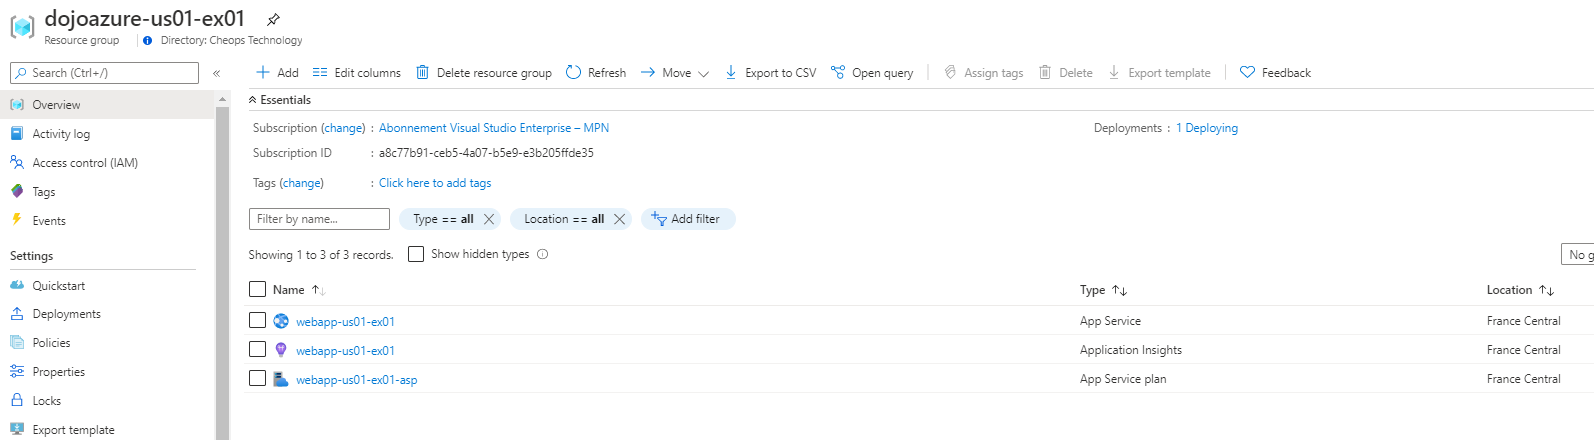 dojoazure-us01-ex01
Resource group Directory: Cheops Technology
Search (Ctrl+/) «
Add Edit columns Delete resource group Refresh Move Export to CSV Open query Assign tags Delete Export template Feedback
Overview
Activity log
Access control (IAM)
Tags
Events
Settings
Quickstart
Deployments
Policies
Properties
Locks
Export template
Essentials
Subscription (change) : Abonnement Visual Studio Enterprise – MPN Deployments : 1 Deploying
Subscription ID : a8c77b91-ceb5-4a07-b5e9-e3b205ffde35
Tags (change) : Click here to add tags
Filter by name... Type == all Location == all Add filter
Showing 1 to 3 of 3 records. Show hidden types
No g
Name Type Location
webapp-us01-ex01 App Service France Central
webapp-us01-ex01 Application Insights France Central
webapp-us01-ex01-asp App Service plan France Central